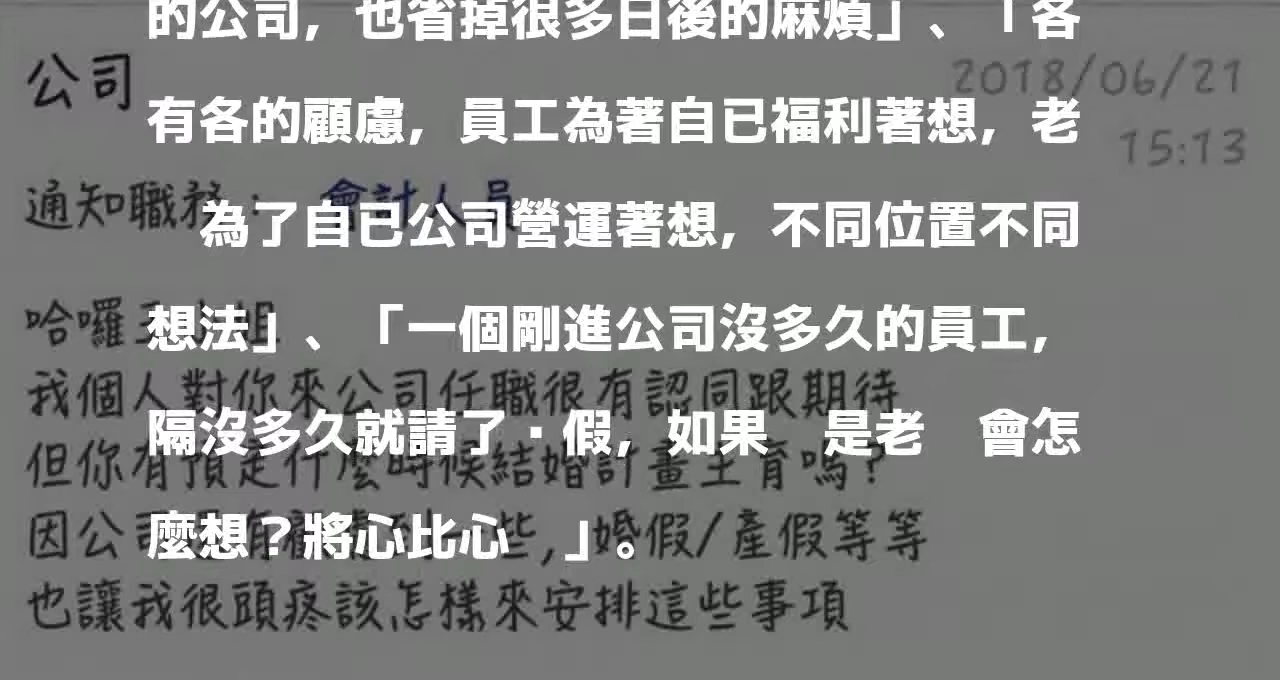 的公司，也省掉很多日後的麻煩」、「各
公司
2018/06/21
有各的顧慮，員工為著自已福利著想，老
15:13
通知職務： 會計人員
為了自已公司營運著想，不同位置不同
哈囉王小姐
想法」、「一個剛進公司沒多久的員工，
我個人對你來公司任職很有認同跟期待
隔沒多久就請了·假，如果　是老　會怎
但你有預定什麼時候結婚計畫生育嗎？
麼想？將心比心　」。
因公司 些，婚假/產假等等
也讓我很頭疼該怎樣來安排這些事項